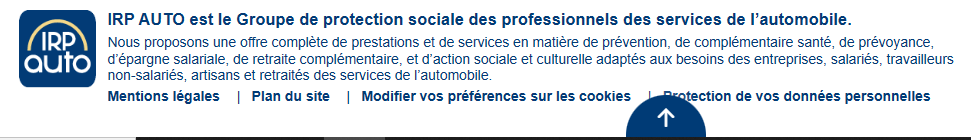 IRP auto
IRP AUTO est le Groupe de protection sociale des professionnels des services de l'automobile.
Nous proposons une offre complète de prestations et de services en matière de prévention, de complémentaire santé, de prévoyance,
d'épargne salariale, de retraite complémentaire, et d'action sociale et culturelle adaptés aux besoins des entreprises, salariés, travailleurs
non-salariés, artisans et retraités des services de l'automobile.
Mentions légales | Plan du site | Modifier vos préférences sur les cookies | Protection de vos données personnelles